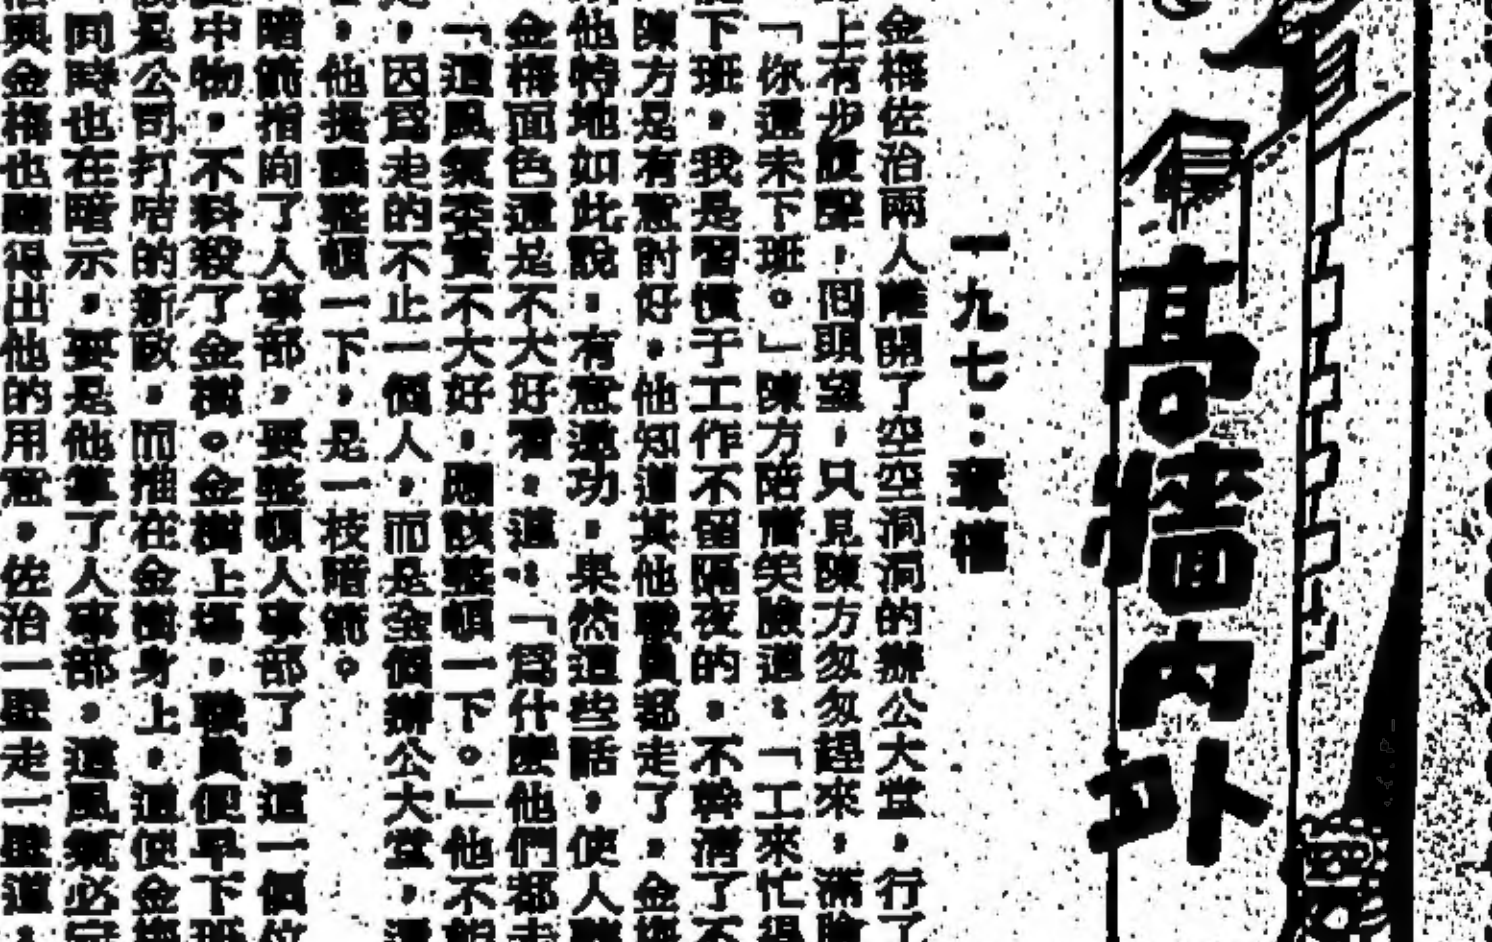 高牆內外
一九七·奪權
金梅佐治兩人離開了空空洞洞的辦公大堂，行了
上有步履聲，回頭望，只見陳方匆匆趕來，滿臉
「你還未下班。」陳方陪着笑臉道：「工來忙得
下班，我是習慣于工作不留隔夜的，不幹清了不
陳方是有意討好，他知道其他職員都走了，金梅
他特地如此說，有意邀功，果然這些話，使人
金梅面色還是不大好看，道：「爲什麼他們都走
「這風氣委實不大好，應該整頓一下。」他不
，因爲走的不止一個人，而是全個辦公大堂，還
，他提議整頓一下，是一枝暗箭。
暗箭指向了人事部，要整頓人事部了，這一個位
中物，不料殺了金樹。金樹上場，職員便早下班
是公司打咭的新政，而推在金樹身上，這使金梅
同時也在暗示，要是他掌了人事部，這風氣必定
與金梅也聽得出他的用意，佐治一邊走一邊道：